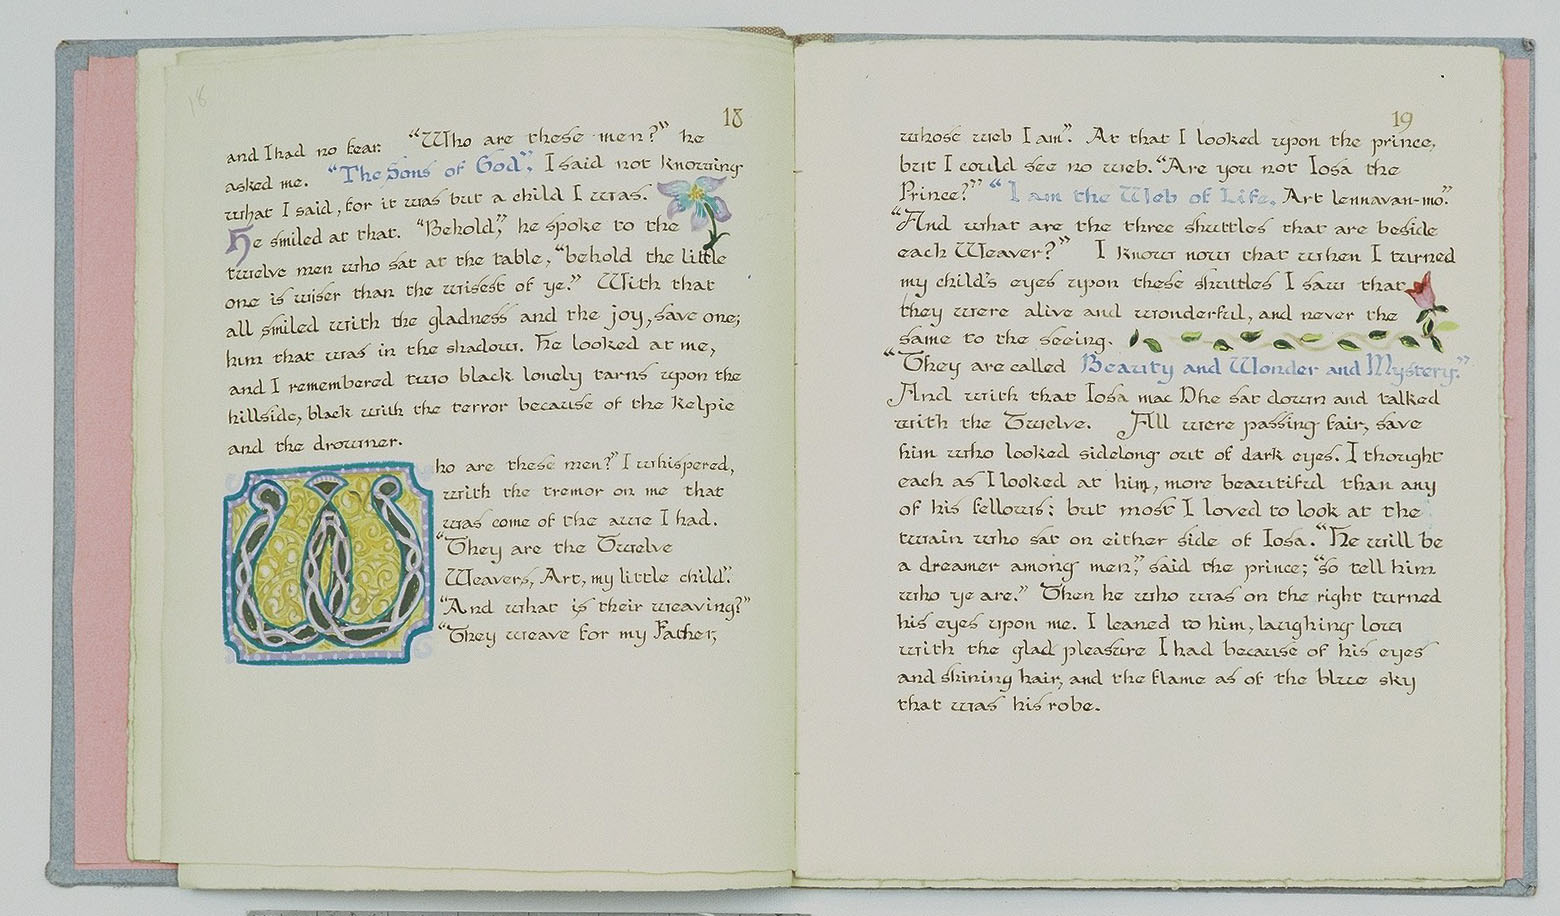 18
18
and I had no fear. “Who are these men?” he
asked me. “The Sons of God”, I said not knowing
what I said, for it was but a child I was.
He smiled at that. “Behold”, he spoke to the
twelve men who sat at the table, “behold the little
one is wiser than the wisest of ye.” With that
all smiled with the gladness and the joy, save one;
him that was in the shadow. He looked at me,
and I remembered two black lonely tarns upon the
hillside, black with the terror because of the kelpie
and the drowner.
Who are these men?” I whispered,
with the tremor on me that
was come of the awe I had.
“They are the Twelve
Weavers, Art, my little child”.
“And what is their weaving?”
“They weave for my Father,
19
whose web I am”. At that I looked upon the prince,
but I could see no web. “Are you not Iosa the
Prince?” “I am the Web of Life, Art lennavan-mo”.
“And what are the three shuttles that are beside
each Weaver?” I know now that when I turned
my child's eyes upon these shuttles I saw that
they were alive and wonderful, and never the
same to the seeing.
“They are called Beauty and Wonder and Mystery.”
And with that Iosa mac Dhe sat down and talked
with the Twelve. All were passing fair, save
him who looked sidelong out of dark eyes. I thought
each as I looked at him, more beautiful than any
of his fellows; but most I loved to look at the
twain who sat on either side of Iosa. “He will be
a dreamer among men”, said the prince; “so tell him
who ye are.” Then he who was on the right turned
his eyes upon me. I leaned to him, laughing low
with the glad pleasure I had because of his eyes
and shining hair, and the flame as of the blue sky
that was his robe.